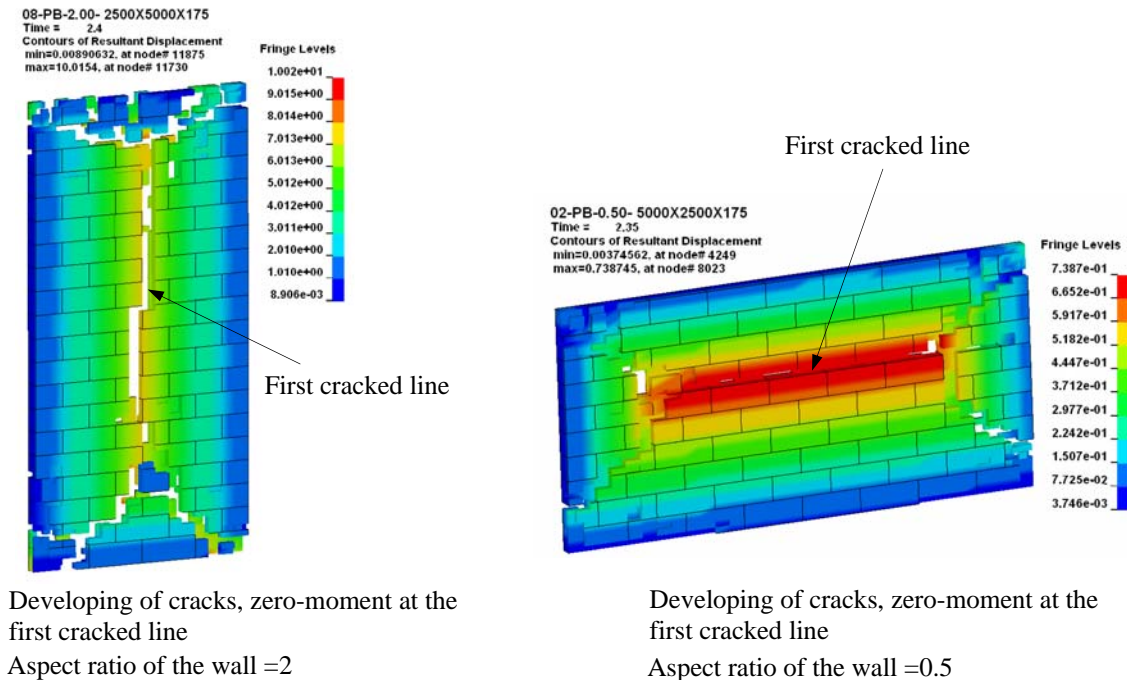 08-PB-2.00- 2500X5000X175
Time = 2.4
Contours of Resultant Displacement
min=0.00890632, at node# 11875
max=10.0154, at node# 11730
Fringe Levels
1.002e+01
9.015e+00
8.014e+00
7.013e+00
6.013e+00
5.012e+00
4.012e+00
3.011e+00
2.010e+00
1.010e+00
8.906e-03
First cracked line
Developing of cracks, zero-moment at the
first cracked line
Aspect ratio of the wall =2
First cracked line
02-PB-0.50- 5000X2500X175
Time = 2.35
Contours of Resultant Displacement
min=0.00374562, at node# 4249
max=0.738745, at node# 8023
Fringe Levels
7.387e-01
6.652e-01
5.917e-01
5.182e-01
4.447e-01
3.712e-01
2.977e-01
2.242e-01
1.507e-01
7.725e-02
3.746e-03
Developing of cracks, zero-moment at the
first cracked line
Aspect ratio of the wall =0.5